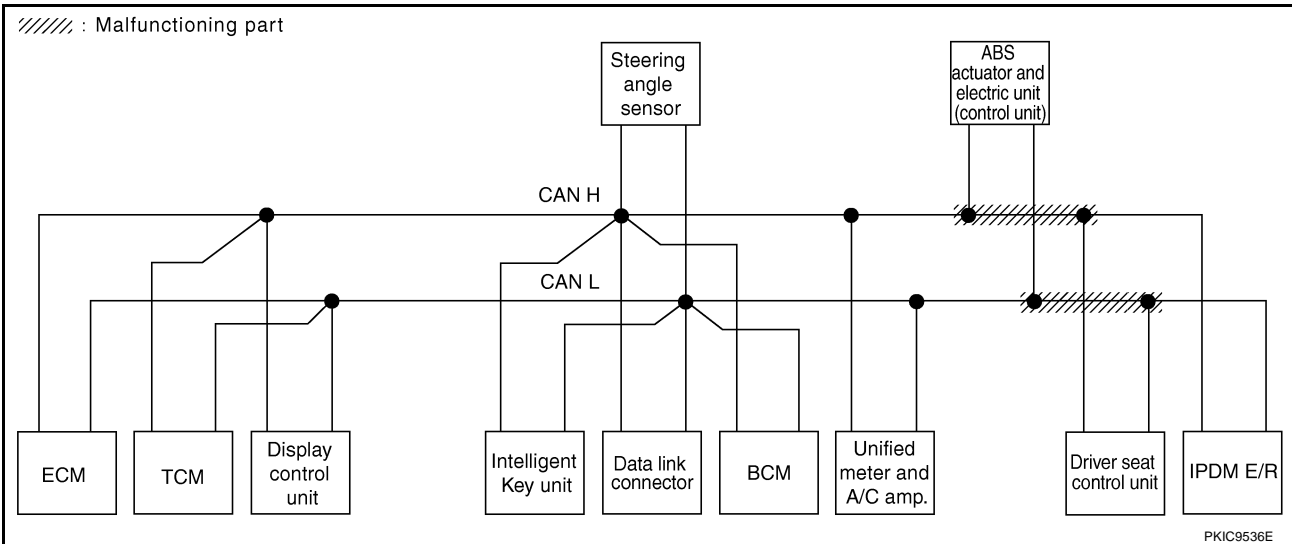 : Malfunctioning part
Steering
angle
sensor
ABS
actuator and
electric unit
(control unit)
CAN H
CAN L
ECM
TCM
Display
control
unit
Intelligent
Key unit
Data link
connector
BCM
Unified
meter and
A/C amp.
Driver seat
control unit
IPDM E/R
PKIC9536E